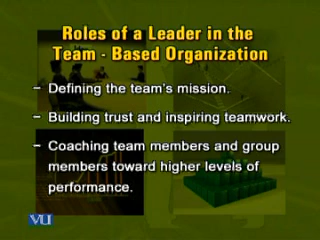 Roles of a Leader in the
Team - Based Organization
– Defining the team's mission.
– Building trust and inspiring teamwork.
– Coaching team members and group
members toward higher levels of
performance.
VU